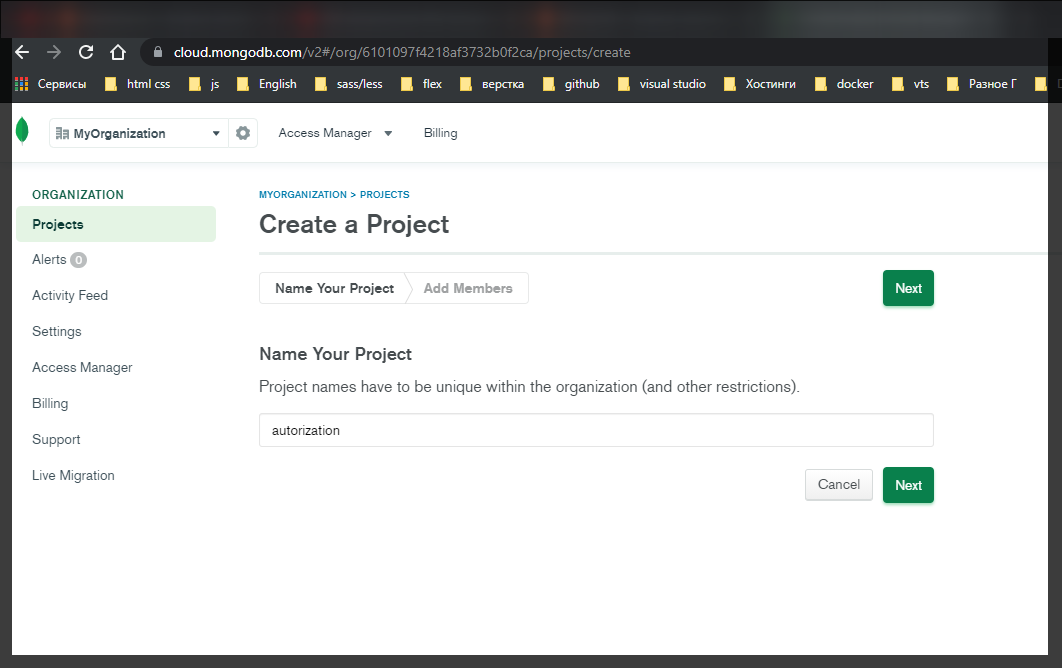 cloud.mongodb.com/v2#/org/6101097f4218af3732b0f2ca/projects/create
Сервисы html css js English sass/less flex верстка github visual studio Хостинги docker vts Разное Г
MyOrganization Access Manager Billing
ORGANIZATION
Projects
Alerts 0
Activity Feed
Settings
Access Manager
Billing
Support
Live Migration
MYORGANIZATION > PROJECTS
Create a Project
Name Your Project Add Members Next
Name Your Project
Project names have to be unique within the organization (and other restrictions).
autorization
Cancel Next